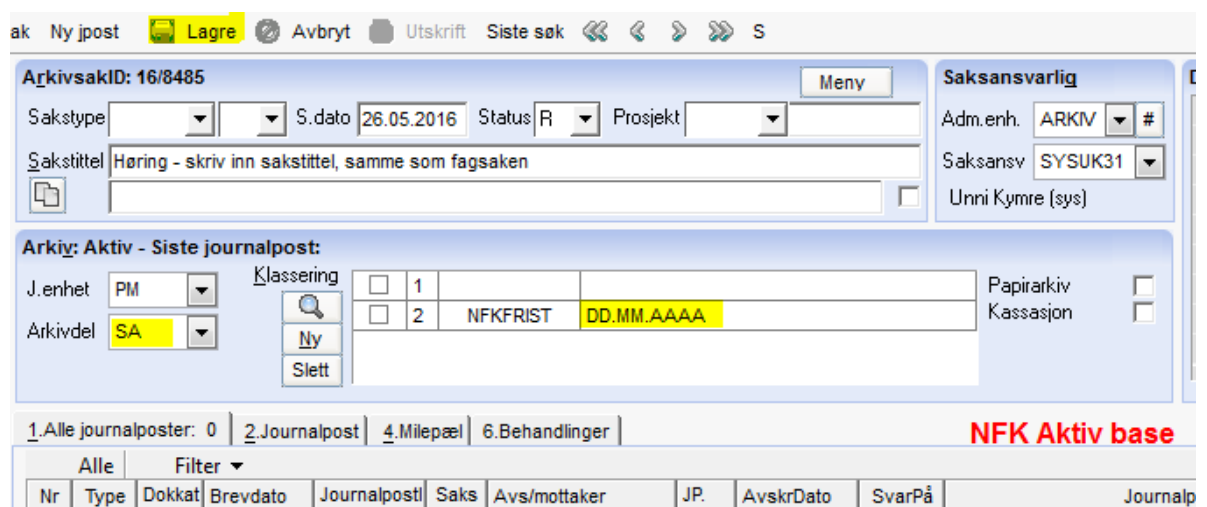 ak Ny jpost Lagre Avbryt Utskrift Siste søk S
ArkivsakID: 16/8485 Meny Saksansvarlig
Sakstype S.dato 26.05.2016 Status R Prosjekt Adm.enh. ARKIV #
Sakstittel Høring - skriv inn sakstittel, samme som fagsaken Saksansv SYSUK31
Unni Kymre (sys)
Arkiv: Aktiv - Siste journalpost:
J.enhet PM Klassering 1 Papirarkiv
2 NFKFRIST DD.MM.AAAA Kassasjon
Arkivdel SA Ny
Slett
1.Alle journalposter: 0 2.Journalpost 4.Milepæl 6.Behandlinger NFK Aktiv base
Alle Filter
Nr Type Dokkat Brevdato Journalpostl Saks Avs/mottaker JP. AvskrDato SvarPå Journalp